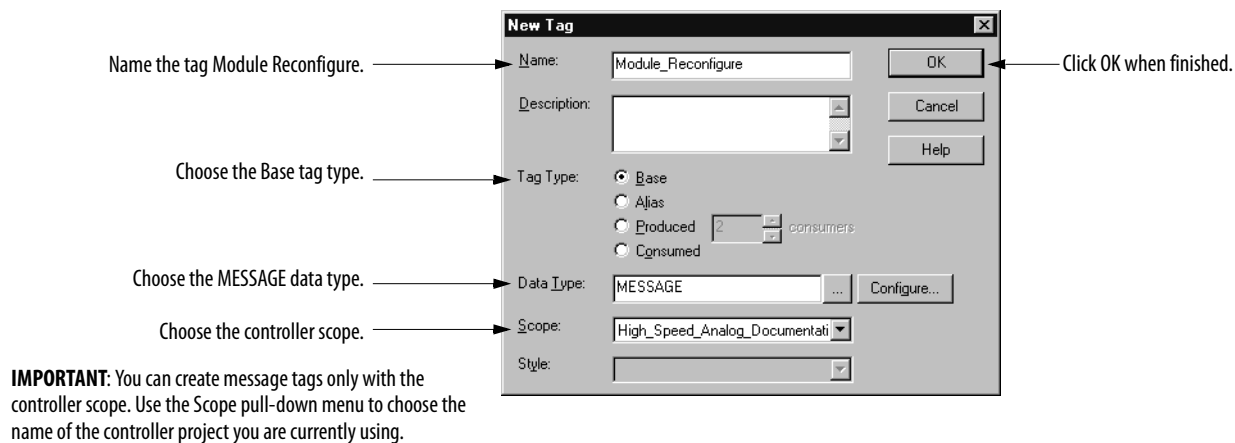 New Tag
Name the tag Module Reconfigure.
Name:
Module_Reconfigure
OK
Click OK when finished.
Description:
Cancel
Help
Choose the Base tag type.
Tag Type:
Base
Alias
Produced 2 consumers
Consumed
Choose the MESSAGE data type.
Data Type:
MESSAGE
...
Configure...
Choose the controller scope.
Scope:
High_Speed_Analog_Documentati
Style:
IMPORTANT: You can create message tags only with the
controller scope. Use the Scope pull-down menu to choose the
name of the controller project you are currently using.